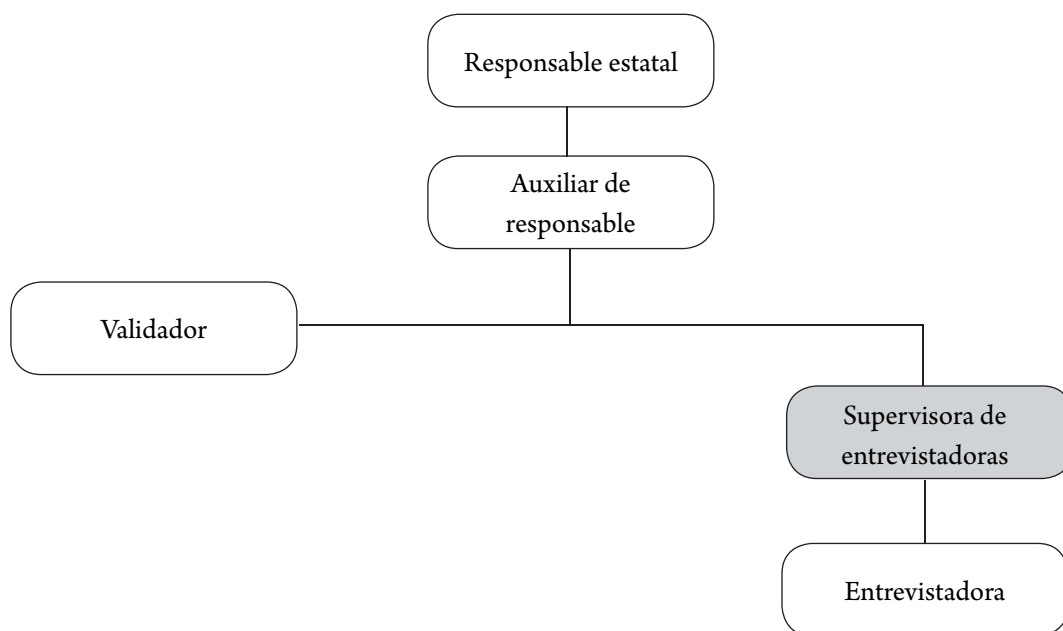 Responsable estatal
Auxiliar de
responsable
Validador
Supervisora de
entrevistadoras
Entrevistadora